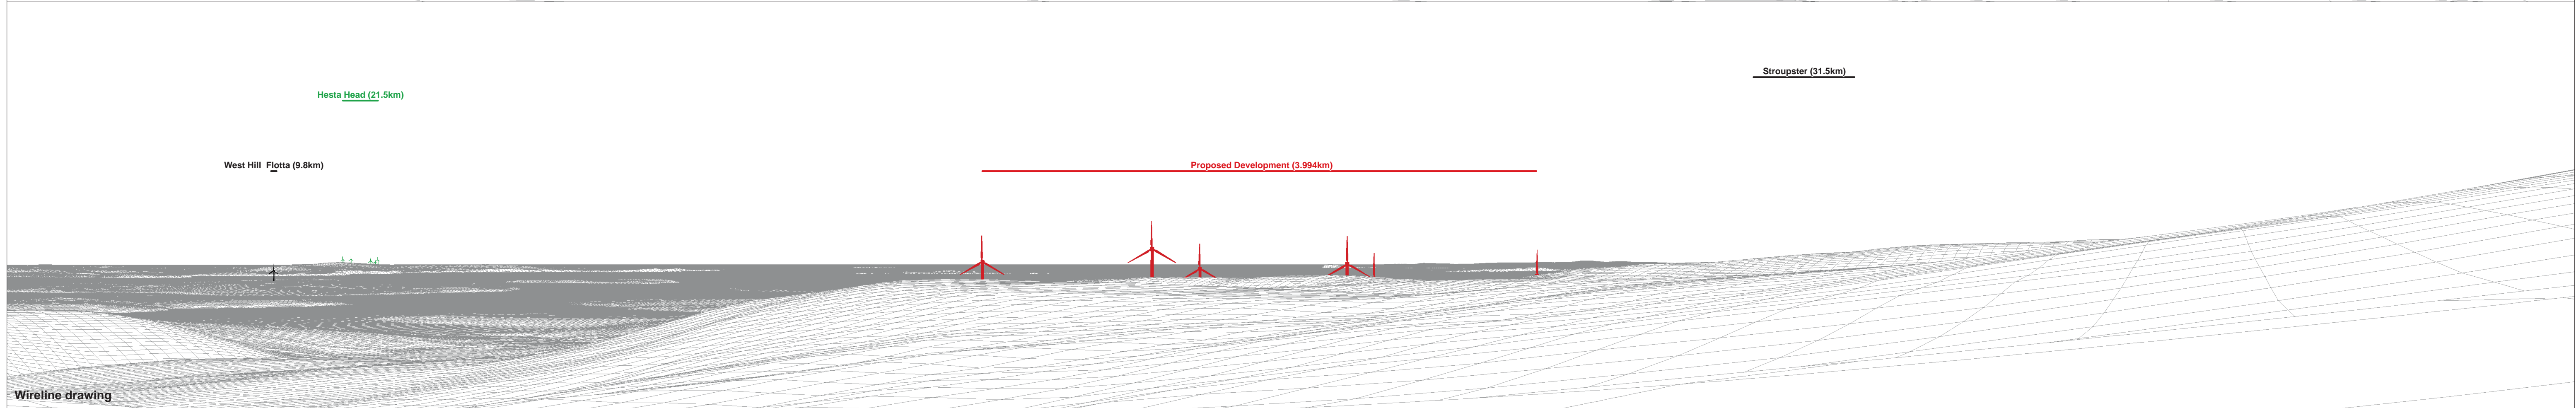 Stroupster (31.5km)
Hesta Head (21.5km)
West Hill  Flotta (9.8km)
Proposed Development (3.994km)
Wireline drawing